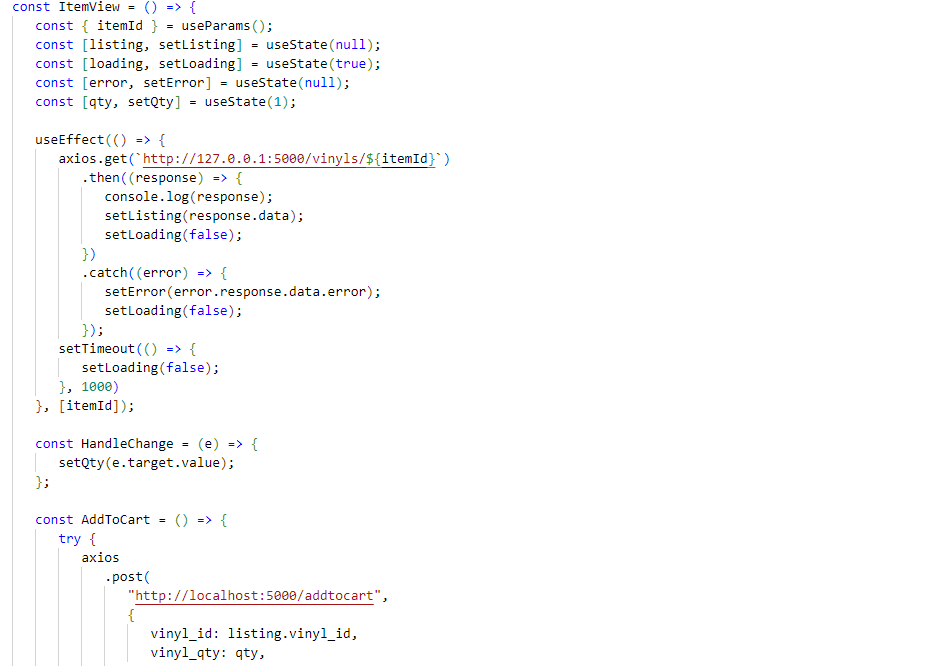 const ItemView = () => {
const { itemId } = useParams();
const [listing, setListing] = useState(null);
const [loading, setLoading] = useState(true);
const [error, setError] = useState(null);
const [qty, setQty] = useState(1);
useEffect(() => {
axios.get(`http://127.0.0.1:5000/vinyls/${itemId}`)
.then((response) => {
console.log(response);
setListing(response.data);
setLoading(false);
})
.catch((error) => {
setError(error.response.data.error);
setLoading(false);
});
setTimeout(() => {
setLoading(false);
}, 1000)
}, [itemId]);
const HandleChange = (e) => {
setQty(e.target.value);
};
const AddToCart = () => {
try {
axios
.post(
"http://localhost:5000/addtocart",
{
vinyl_id: listing.vinyl_id,
vinyl_qty: qty,